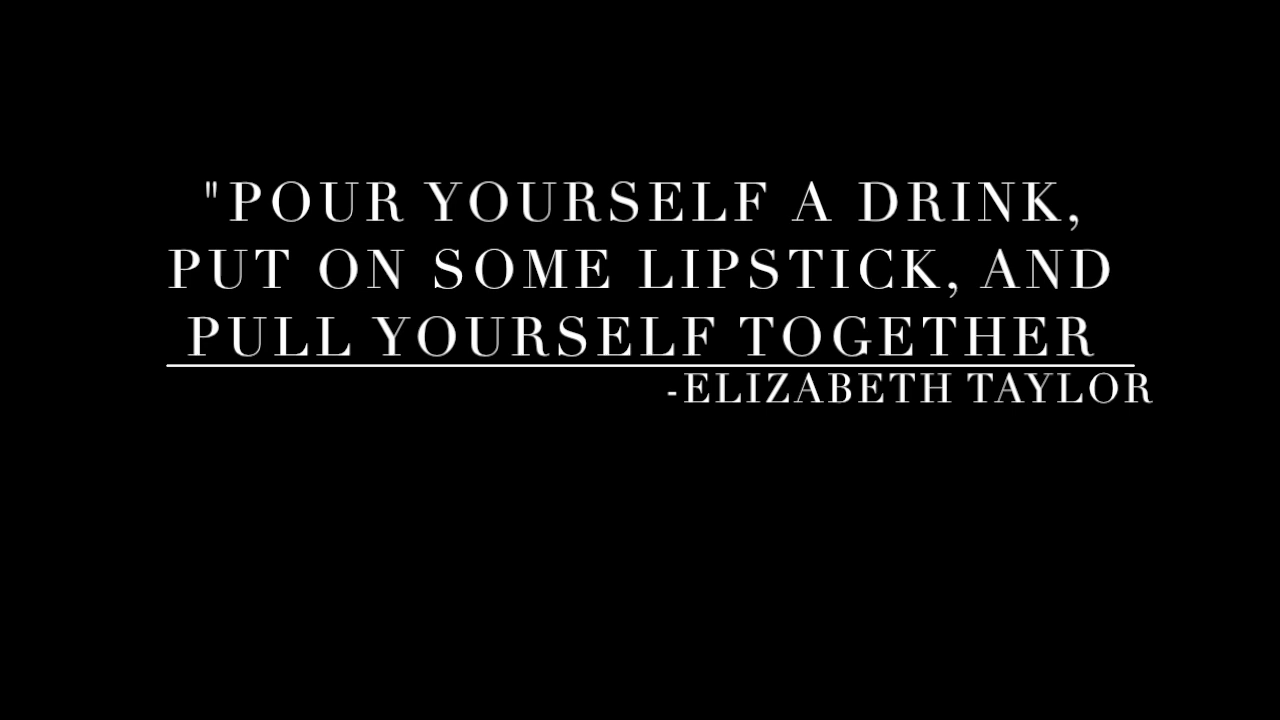 "POUR YOURSELF A DRINK,
PUT ON SOME LIPSTICK, AND
PULL YOURSELF TOGETHER
-ELIZABETH TAYLOR